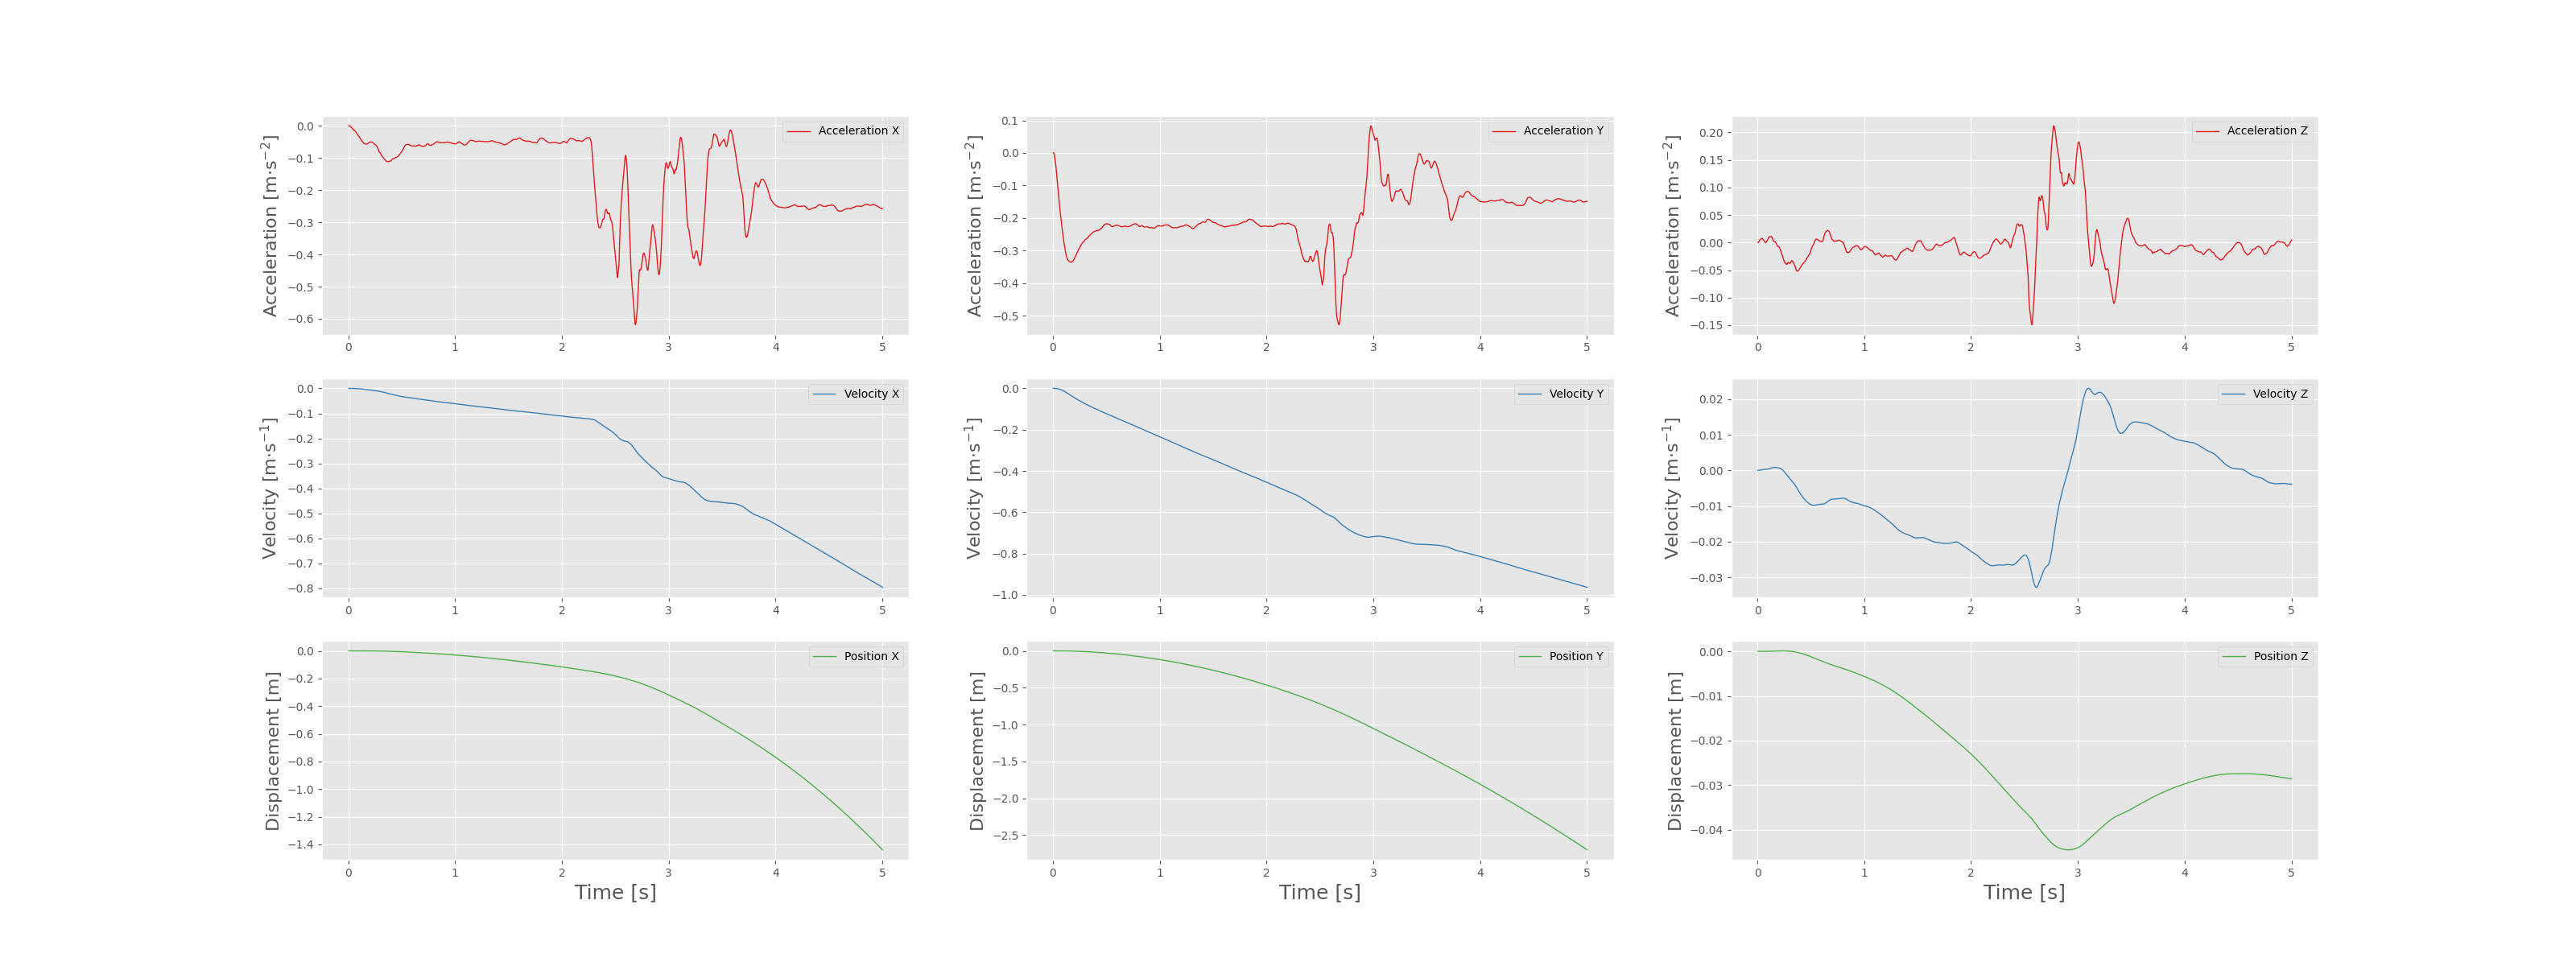 Acceleration [m·s⁻²]
0.0
−0.1
−0.2
−0.3
−0.4
−0.5
−0.6
Acceleration X
0 1 2 3 4 5
Acceleration [m·s⁻²]
0.1
0.0
−0.1
−0.2
−0.3
−0.4
−0.5
Acceleration Y
0 1 2 3 4 5
Acceleration [m·s⁻²]
0.20
0.15
0.10
0.05
0.00
−0.05
−0.10
−0.15
Acceleration Z
0 1 2 3 4 5
Velocity [m·s⁻¹]
0.0
−0.1
−0.2
−0.3
−0.4
−0.5
−0.6
−0.7
−0.8
Velocity X
0 1 2 3 4 5
Velocity [m·s⁻¹]
0.0
−0.2
−0.4
−0.6
−0.8
−1.0
Velocity Y
0 1 2 3 4 5
Velocity [m·s⁻¹]
0.02
0.01
0.00
−0.01
−0.02
−0.03
Velocity Z
0 1 2 3 4 5
Displacement [m]
0.0
−0.2
−0.4
−0.6
−0.8
−1.0
−1.2
−1.4
Position X
0 1 2 3 4 5
Time [s]
Displacement [m]
0.0
−0.5
−1.0
−1.5
−2.0
−2.5
Position Y
0 1 2 3 4 5
Time [s]
Displacement [m]
0.00
−0.01
−0.02
−0.03
−0.04
Position Z
0 1 2 3 4 5
Time [s]